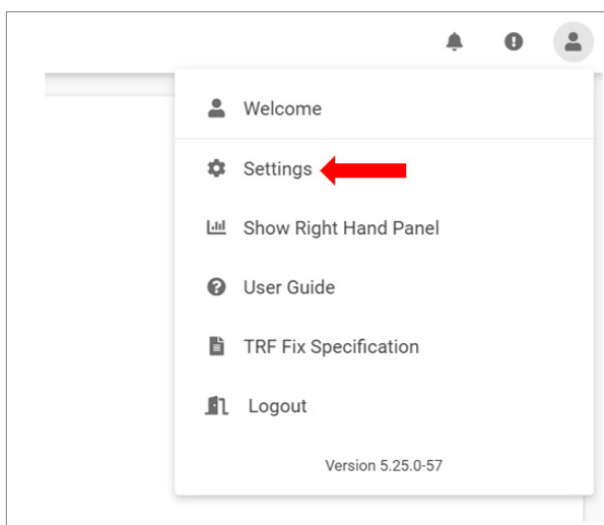 Welcome
Settings
Show Right Hand Panel
User Guide
TRF Fix Specification
Logout
Version 5.25.0-57